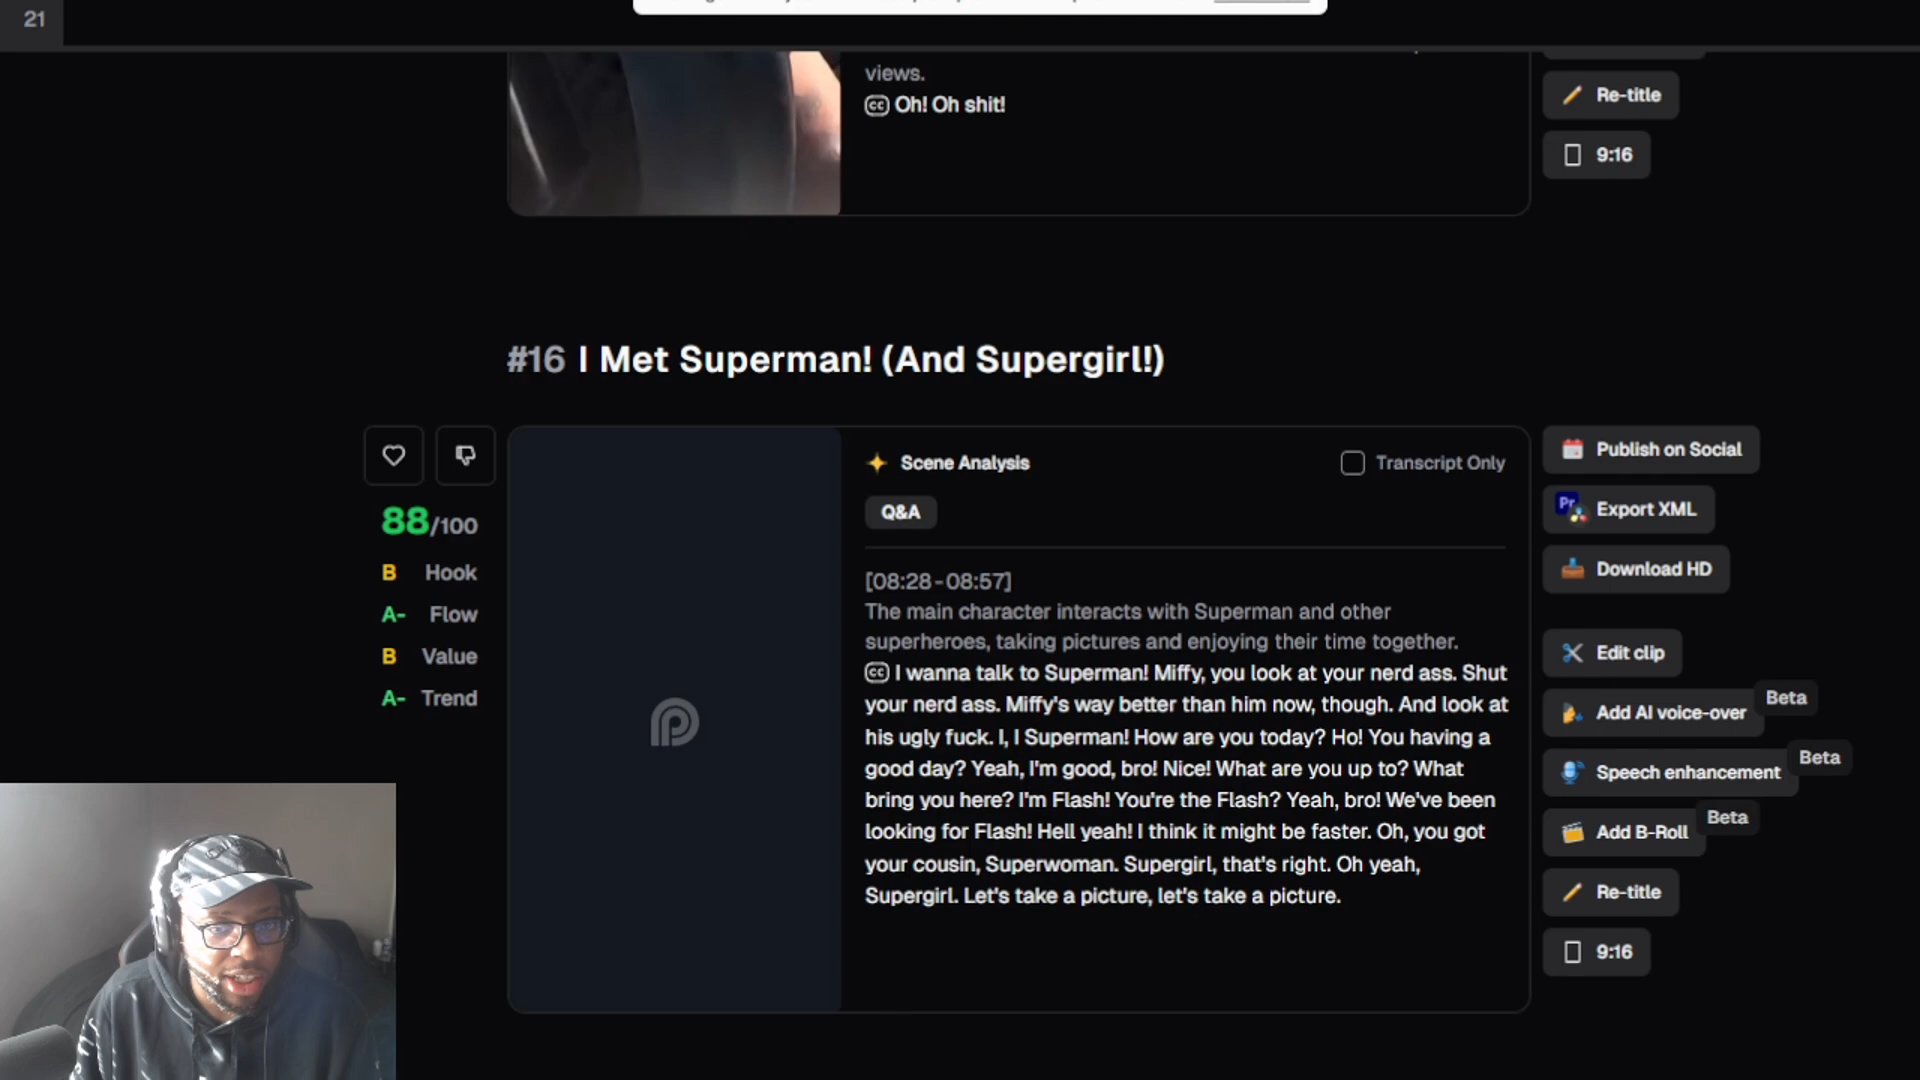 21
views.
CC Oh! Oh shit!
Re-title
9:16
#16 I Met Superman! (And Supergirl!)
88/100
B Hook
A- Flow
B Value
A- Trend
Scene Analysis
Transcript Only
Q&A
[08:28-08:57]
The main character interacts with Superman and other
superheroes, taking pictures and enjoying their time together.
CC I wanna talk to Superman! Miffy, you look at your nerd ass. Shut
your nerd ass. Miffy's way better than him now, though. And look at
his ugly fuck. I, I Superman! How are you today? Ho! You having a
good day? Yeah, I'm good, bro! Nice! What are you up to? What
bring you here? I'm Flash! You're the Flash? Yeah, bro! We've been
looking for Flash! Hell yeah! I think it might be faster. Oh, you got
your cousin, Superwoman. Supergirl, that's right. Oh yeah,
Supergirl. Let's take a picture, let's take a picture.
Publish on Social
Pr Export XML
Download HD
Edit clip
Add AI voice-over Beta
Speech enhancement Beta
Add B-Roll Beta
Re-title
9:16